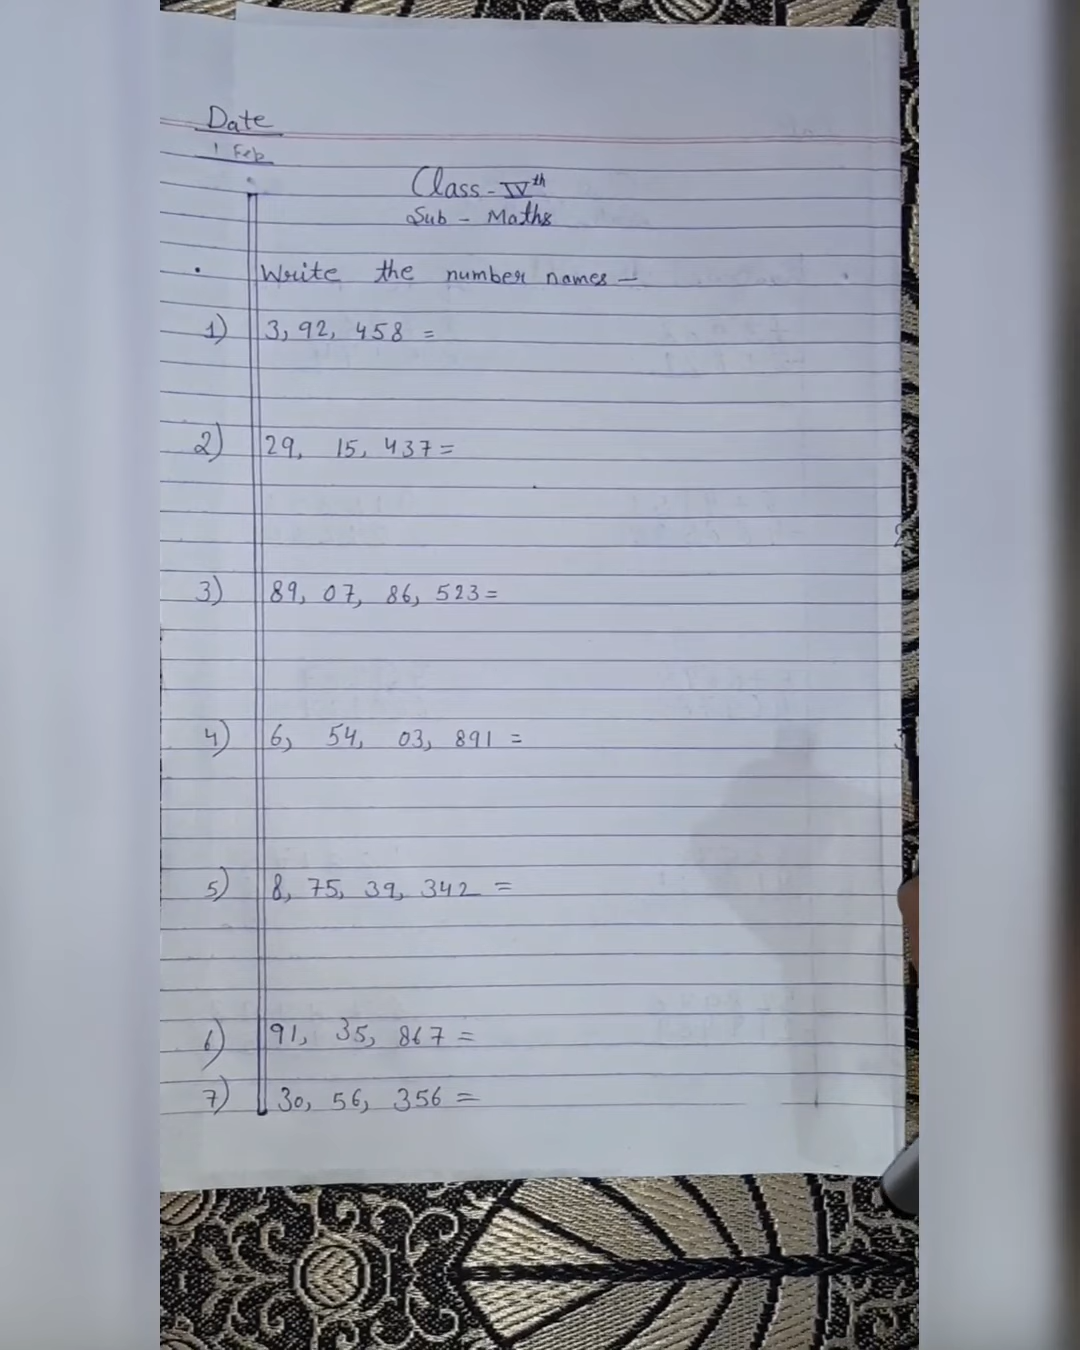 Date
1 Feb
Class - IVth
Sub - Maths
Write the number names -
1) 3, 92, 458 =
2) 29, 15, 437 =
3) 89, 07, 86, 523 =
4) 6, 54, 03, 891 =
5) 8, 75, 39, 342 =
6) 91, 35, 867 =
7) 30, 56, 356 =